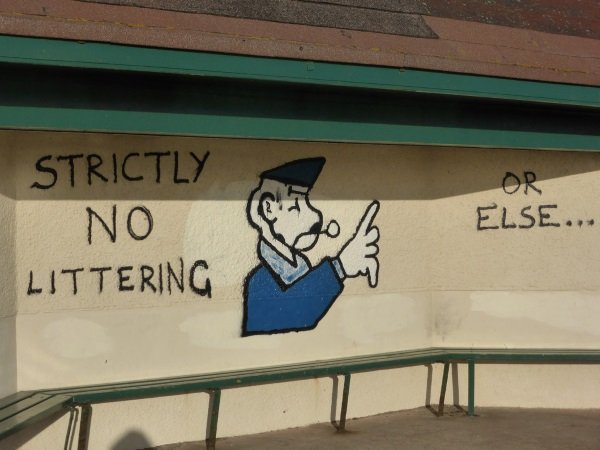 STRICTLY
NO
LITTERING
OR
ELSE...